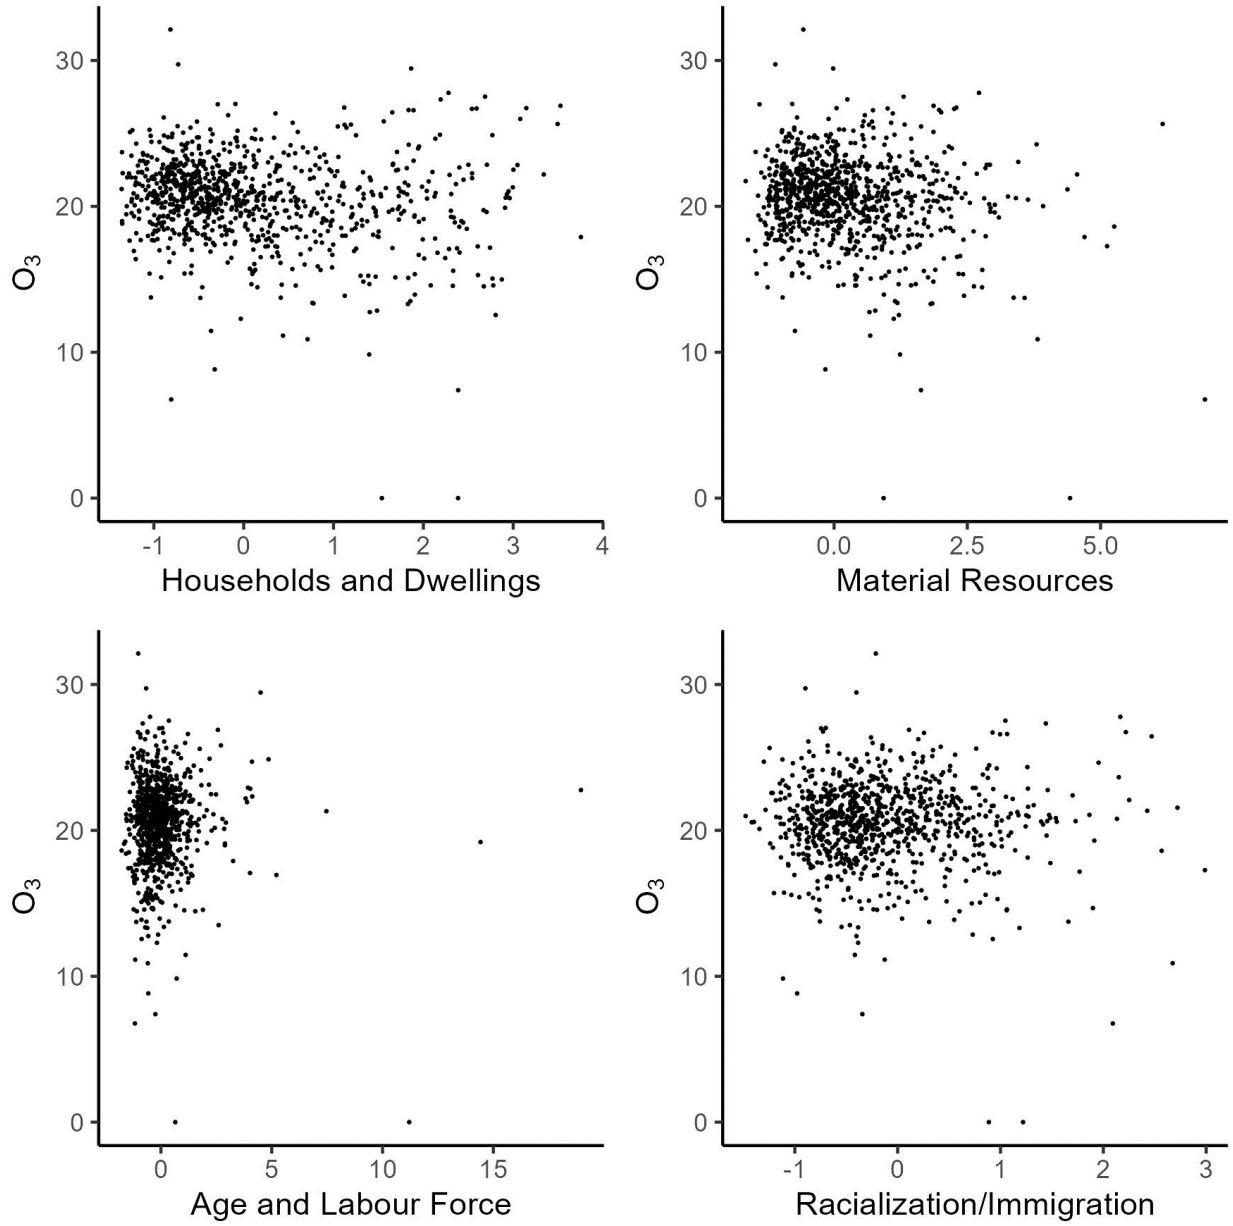 30
20
10
0
O₃
-1 0 1 2 3 4
Households and Dwellings
30
20
10
0
O₃
0.0 2.5 5.0
Material Resources
30
20
10
0
O₃
0 5 10 15
Age and Labour Force
30
20
10
0
O₃
-1 0 1 2 3
Racialization/Immigration